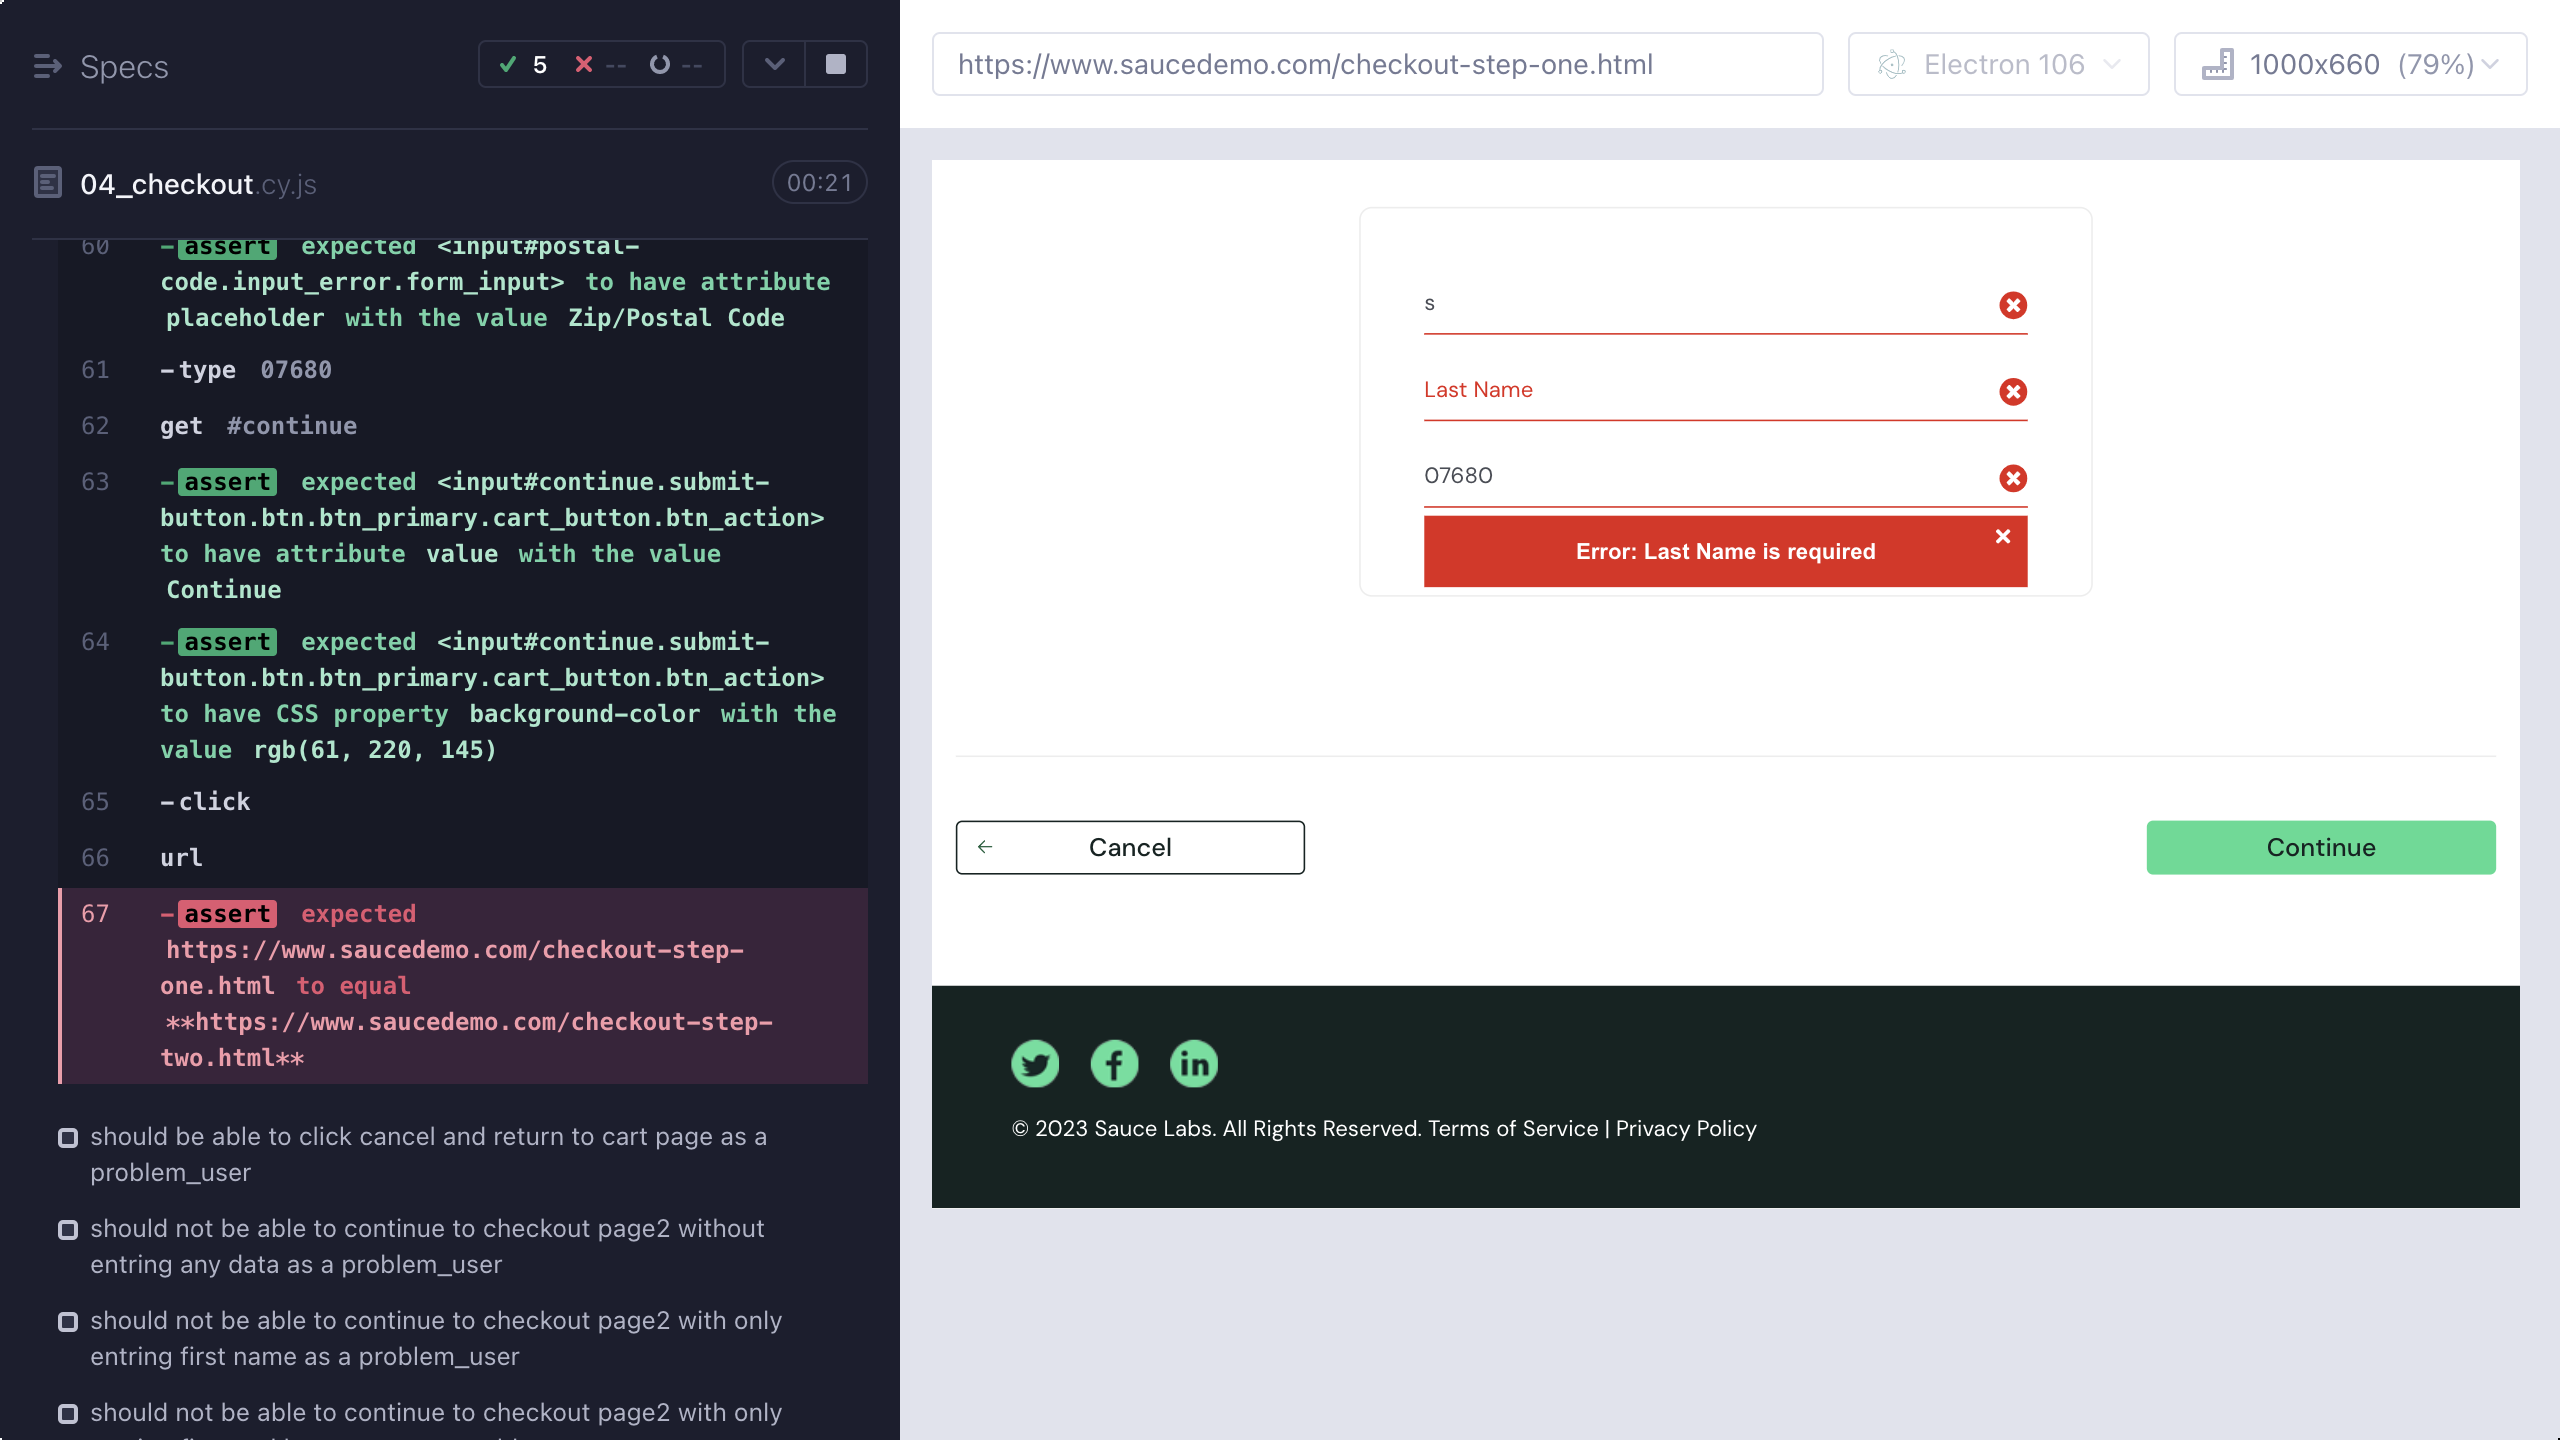 Specs
5
--
--
04_checkout.cy.js
00:21
60 -assert expected <input#postal-
code.input_error.form_input> to have attribute
placeholder with the value Zip/Postal Code
61 -type 07680
62 get #continue
63 -assert expected <input#continue.submit-
button.btn.btn_primary.cart_button.btn_action>
to have attribute value with the value
Continue
64 -assert expected <input#continue.submit-
button.btn.btn_primary.cart_button.btn_action>
to have CSS property background-color with the
value rgb(61, 220, 145)
65 -click
66 url
67 -assert expected
https://www.saucedemo.com/checkout-step-
one.html to equal
**https://www.saucedemo.com/checkout-step-
two.html**
should be able to click cancel and return to cart page as a
problem_user
should not be able to continue to checkout page2 without
entring any data as a problem_user
should not be able to continue to checkout page2 with only
entring first name as a problem_user
should not be able to continue to checkout page2 with only
https://www.saucedemo.com/checkout-step-one.html
Electron 106
1000x660 (79%)
s
Last Name
07680
Error: Last Name is required
Cancel
Continue
© 2023 Sauce Labs. All Rights Reserved. Terms of Service | Privacy Policy